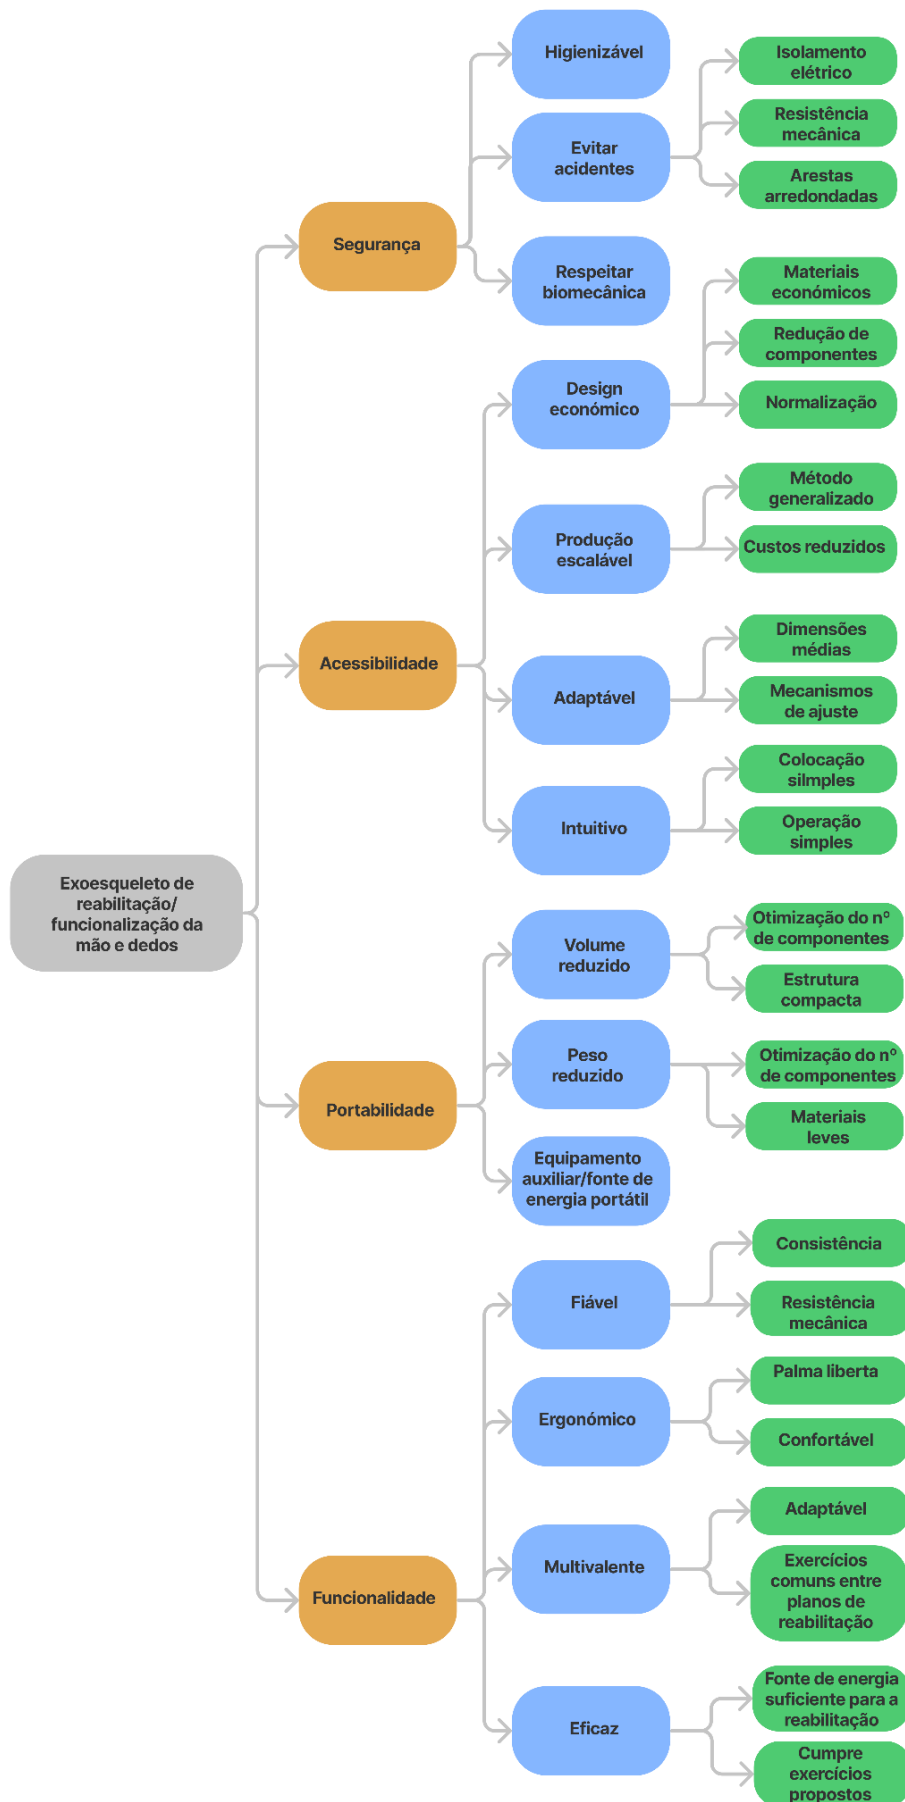 Higienizável
Isolamento
elétrico
Evitar
acidentes
Resistência
mecânica
Arestas
arredondadas
Segurança
Respeitar
biomecânica
Materiais
económicos
Redução de
componentes
Design
económico
Normalização
Método
generalizado
Produção
escalável
Custos reduzidos
Acessibilidade
Dimensões
médias
Adaptável
Mecanismos
de ajuste
Colocação
silmples
Intuitivo
Operação
simples
Exoesqueleto de
reabilitação/
funcionalização da
mão e dedos
Otimização do nº
de componentes
Volume
reduzido
Estrutura
compacta
Peso
reduzido
Otimização do nº
de componentes
Portabilidade
Materiais
leves
Equipamento
auxiliar/fonte de
energia portátil
Consistência
Fiável
Resistência
mecânica
Palma liberta
Ergonómico
Confortável
Adaptável
Multivalente
Exercícios
comuns entre
planos de
reabilitação
Funcionalidade
Fonte de energia
suficiente para a
reabilitação
Eficaz
Cumpre
exercícios
propostos